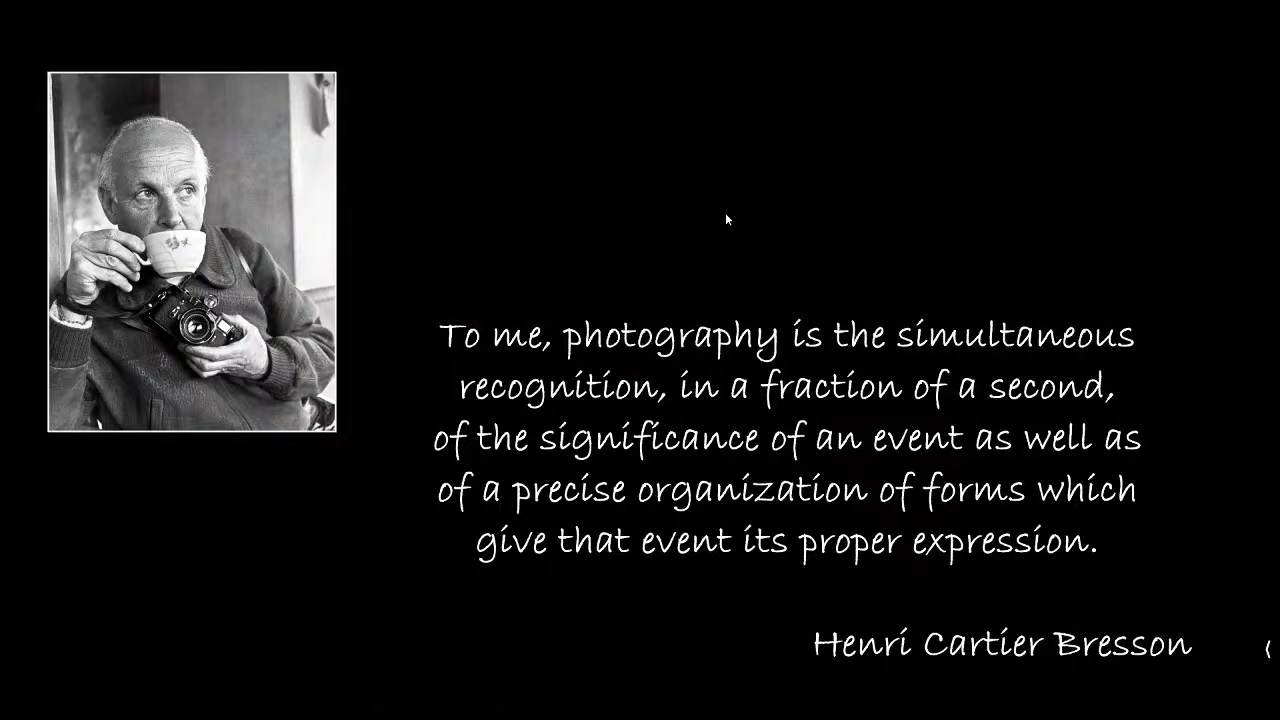 To me, photography is the simultaneous
recognition, in a fraction of a second,
of the significance of an event as well as
of a precise organization of forms which
give that event its proper expression.
Henri Cartier Bresson